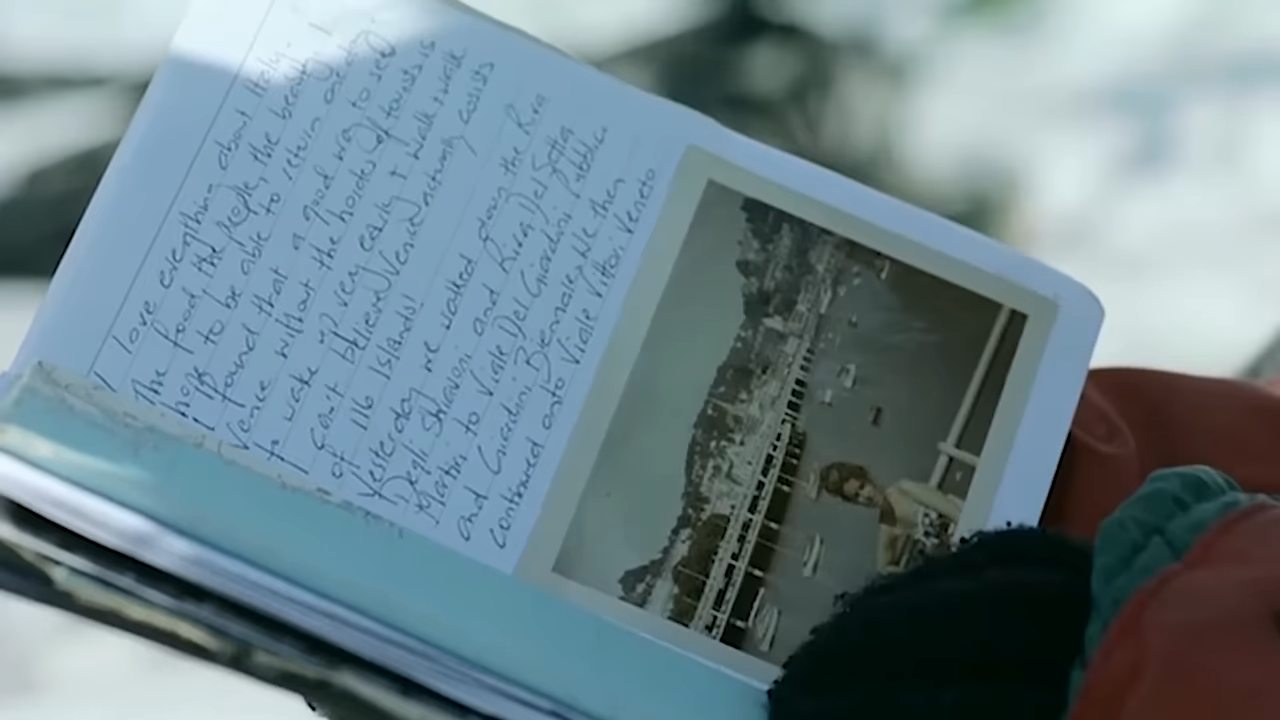 I love everything about Italy.
The food, the people, the beauty. I
hope to be able to return one day
I found that a good way to see
Venice without the hordes of tourists is
to wake up very early + walk + walk
I can't believe Venice actually exists
of 116 islands!
Yesterday we walked down the Riva
Degli Shiavoni and Riva Del Setta
Martiri to Viale Del Giardini Pubblici
and Giardini Biennale. We then
continued onto Viale Vittori Veneto